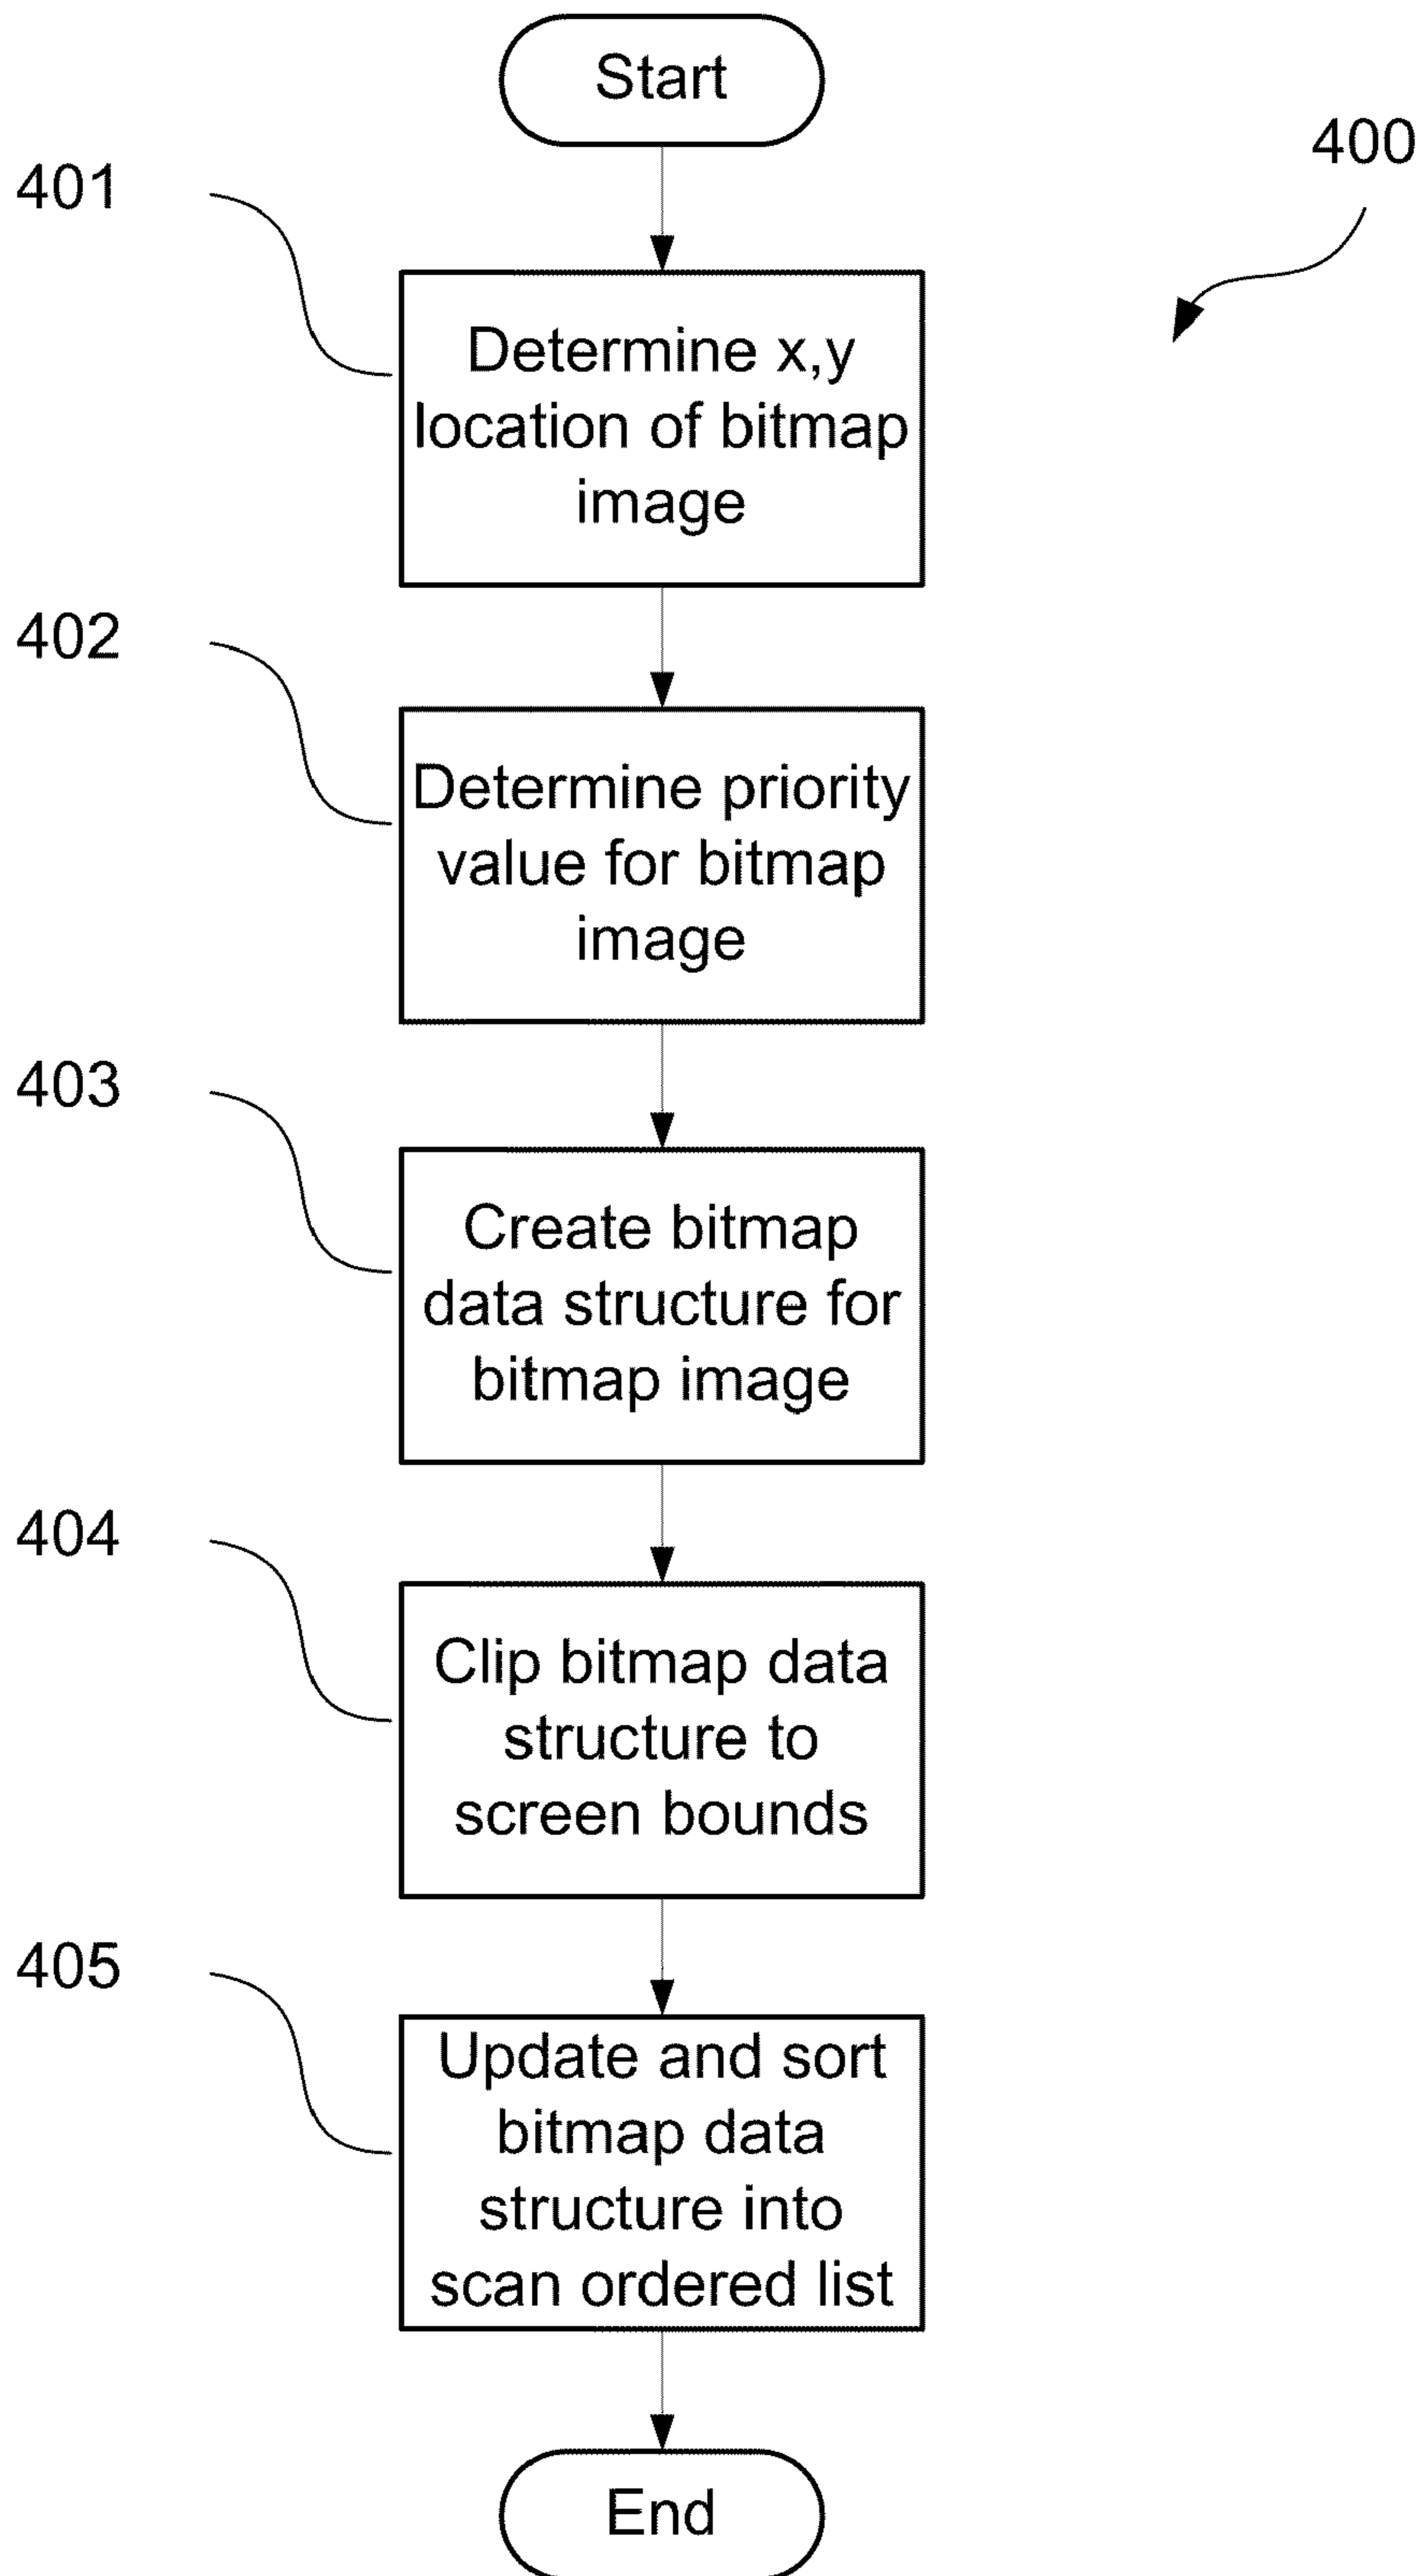 Start
400
401
Determine x,y
location of bitmap
image
402
Determine priority
value for bitmap
image
403
Create bitmap
data structure for
bitmap image
404
Clip bitmap data
structure to
screen bounds
405
Update and sort
bitmap data
structure into
scan ordered list
End